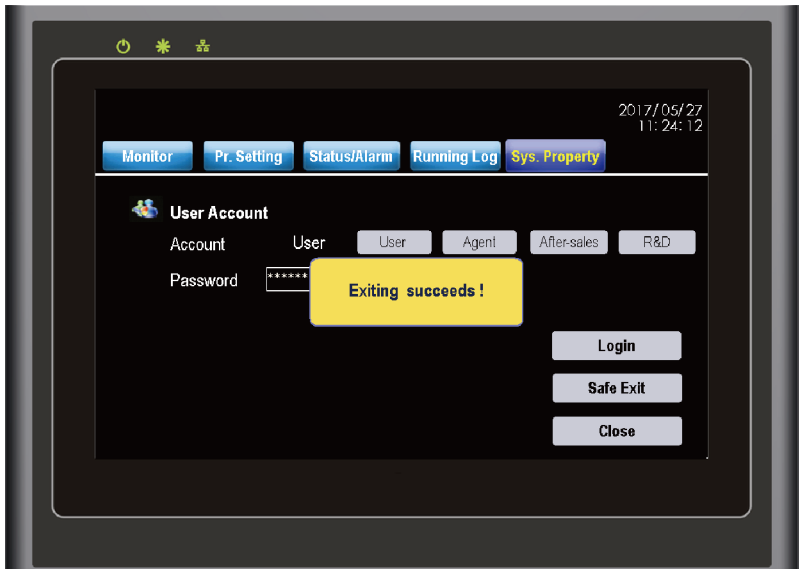 2017/05/27
11:24:12
Monitor Pr. Setting Status/Alarm Running Log Sys. Property
User Account
Account User User Agent After-sales R&D
Password ******
Exiting succeeds !
Login
Safe Exit
Close